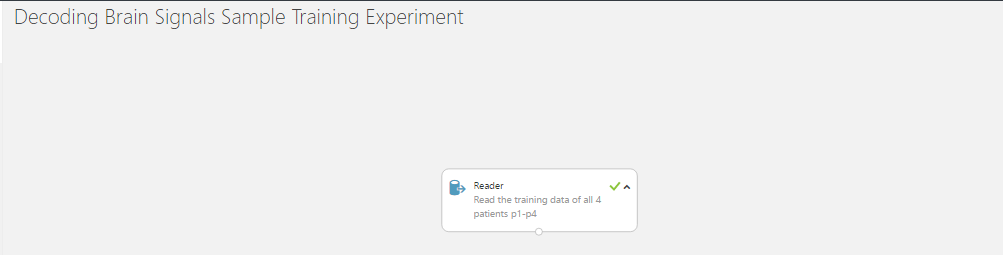 Decoding Brain Signals Sample Training Experiment
Reader
Read the training data of all 4
patients p1-p4